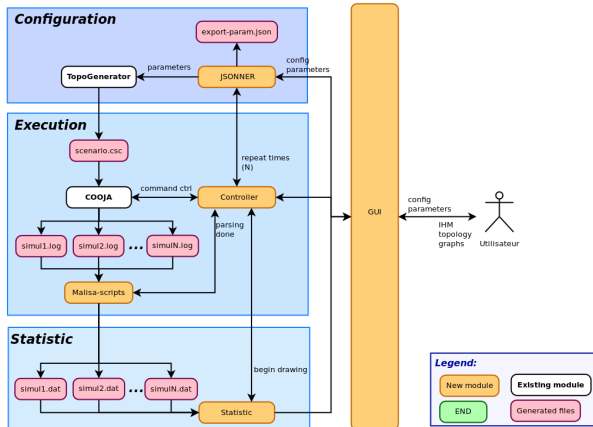 Configuration
export-param.json
config
parameters
parameters
TopoGenerator
JSONNER
Execution
scenario.csc
repeat times
(N)
COOJA
command ctrl
Controller
GUI
config
parameters
IHM
topology
graphs
Utilisateur
parsing
done
simul1.log
simul2.log
...
simulN.log
Malisa-scripts
Statistic
begin drawing
simul1.dat
simul2.dat
...
simulN.dat
Statistic
Legend:
New module
Existing module
END
Generated files